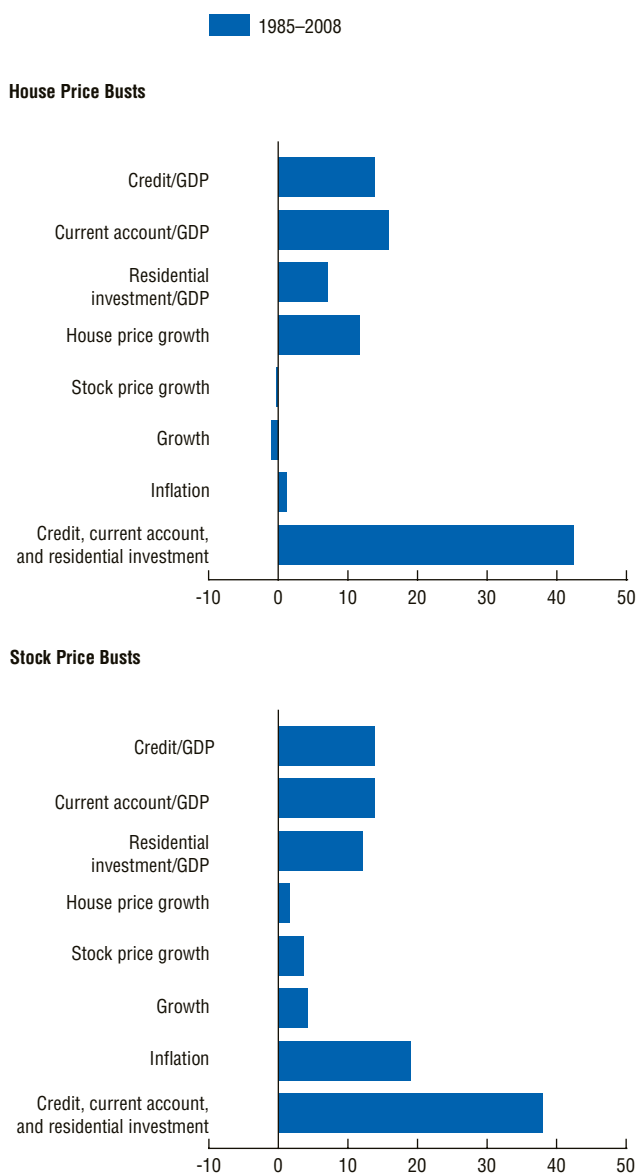 1985–2008
House Price Busts
Credit/GDP
Current account/GDP
Residential
investment/GDP
House price growth
Stock price growth
Growth
Inflation
Credit, current account,
and residential investment
-10 0 10 20 30 40 50
Stock Price Busts
Credit/GDP
Current account/GDP
Residential
investment/GDP
House price growth
Stock price growth
Growth
Inflation
Credit, current account,
and residential investment
-10 0 10 20 30 40 50